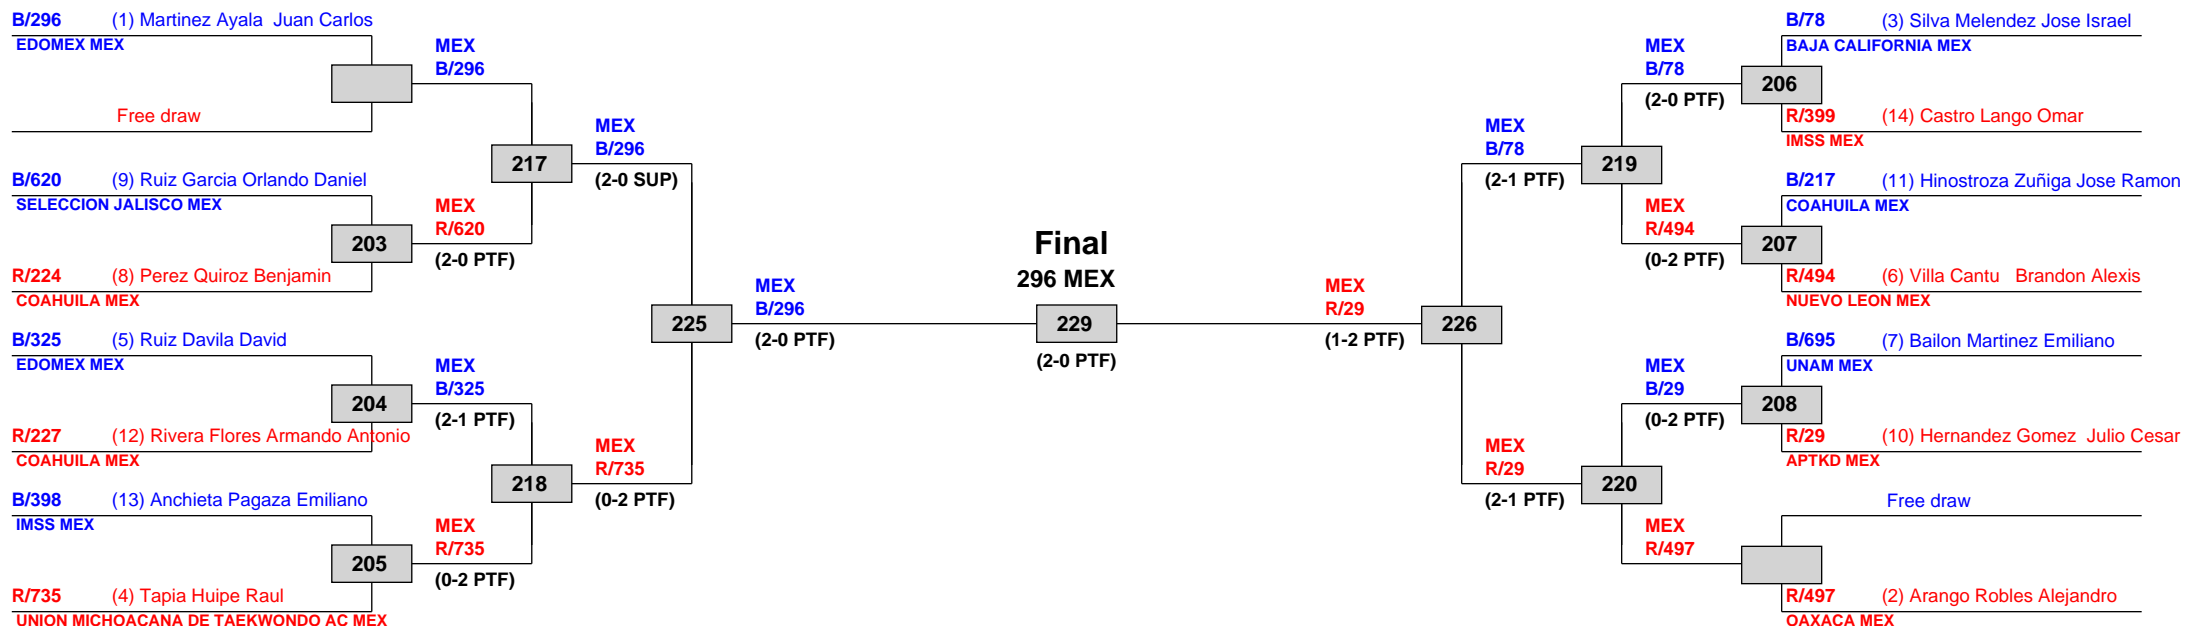 B/296 (1) Martinez Ayala  Juan Carlos
EDOMEX MEX
Free draw
B/620 (9) Ruiz Garcia Orlando Daniel
SELECCION JALISCO MEX
203
R/224 (8) Perez Quiroz Benjamin
COAHUILA MEX
B/325 (5) Ruiz Davila David
EDOMEX MEX
204
R/227 (12) Rivera Flores Armando Antonio
COAHUILA MEX
B/398 (13) Anchieta Pagaza Emiliano
IMSS MEX
205
R/735 (4) Tapia Huipe Raul
UNION MICHOACANA DE TAEKWONDO AC MEX
MEX
B/296
217
MEX
R/620
(2-0 PTF)
MEX
B/325
(2-1 PTF)
218
MEX
R/735
(0-2 PTF)
MEX
B/296
(2-0 SUP)
225
MEX
R/735
(0-2 PTF)
MEX
B/296
(2-0 PTF)
Final
296 MEX
229
(2-0 PTF)
MEX
R/29
(1-2 PTF)
226
MEX
B/78
(2-1 PTF)
MEX
R/29
(2-1 PTF)
219
MEX
B/78
(2-0 PTF)
MEX
R/494
(0-2 PTF)
220
MEX
B/29
(0-2 PTF)
MEX
R/497
B/78 (3) Silva Melendez Jose Israel
BAJA CALIFORNIA MEX
206
R/399 (14) Castro Lango Omar
IMSS MEX
B/217 (11) Hinostroza Zuñiga Jose Ramon
COAHUILA MEX
207
R/494 (6) Villa Cantu   Brandon Alexis
NUEVO LEON MEX
B/695 (7) Bailon Martinez Emiliano
UNAM MEX
208
R/29 (10) Hernandez Gomez  Julio Cesar
APTKD MEX
Free draw
R/497 (2) Arango Robles Alejandro
OAXACA MEX